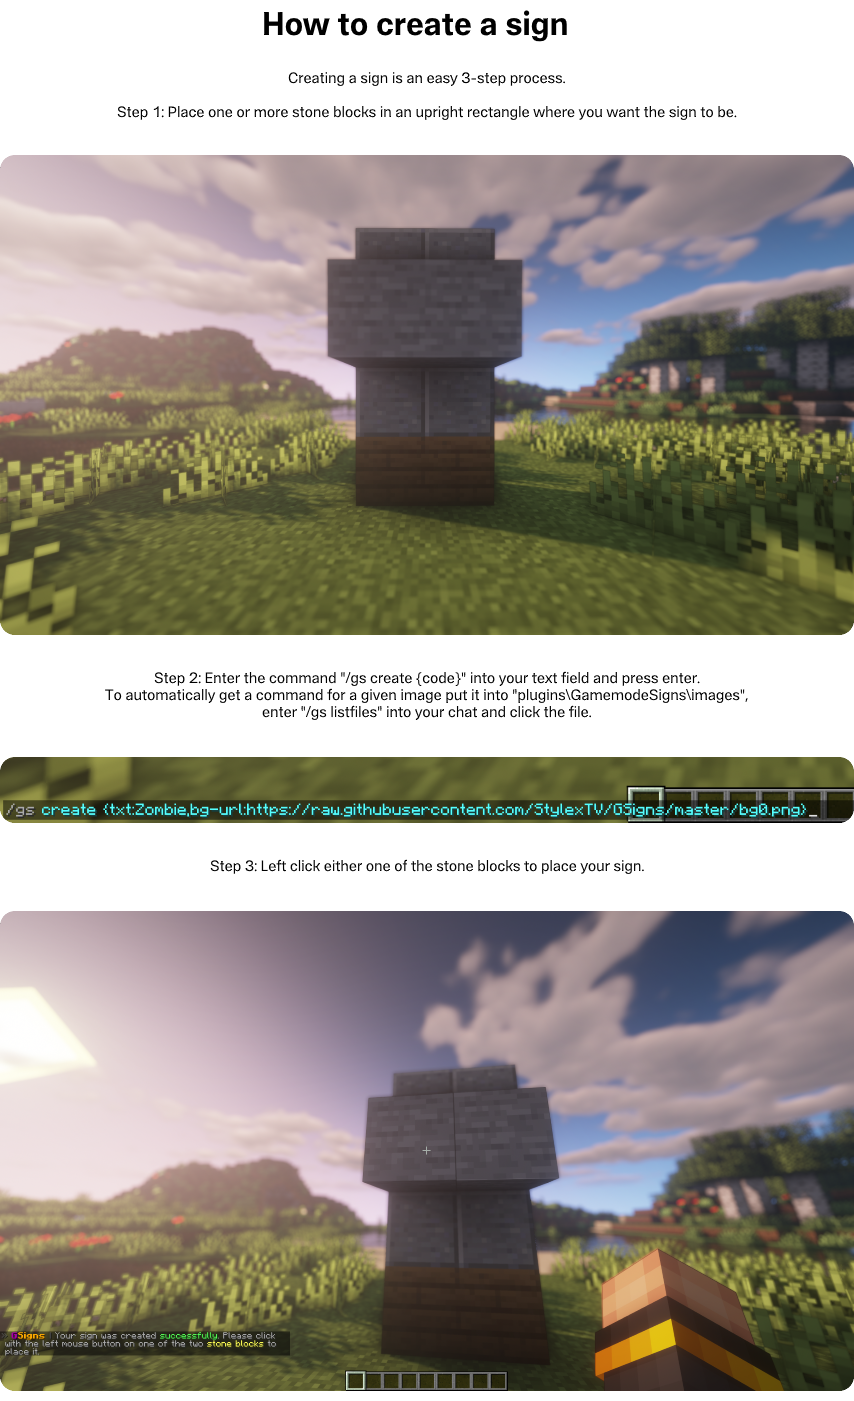 How to create a sign
Creating a sign is an easy 3-step process.
Step 1: Place one or more stone blocks in an upright rectangle where you want the sign to be.
Step 2: Enter the command "/gs create {code}" into your text field and press enter.
To automatically get a command for a given image put it into "plugins\GamemodeSigns\images",
enter "/gs listfiles" into your chat and click the file.
/gs create {txt:Zombie,bg-url:https://raw.githubusercontent.com/StylexTV/GSigns/master/bg0.png}_
Step 3: Left click either one of the stone blocks to place your sign.
GSigns Your sign was created successfully. Please click
with the left mouse button on one of the two stone blocks to
place it.